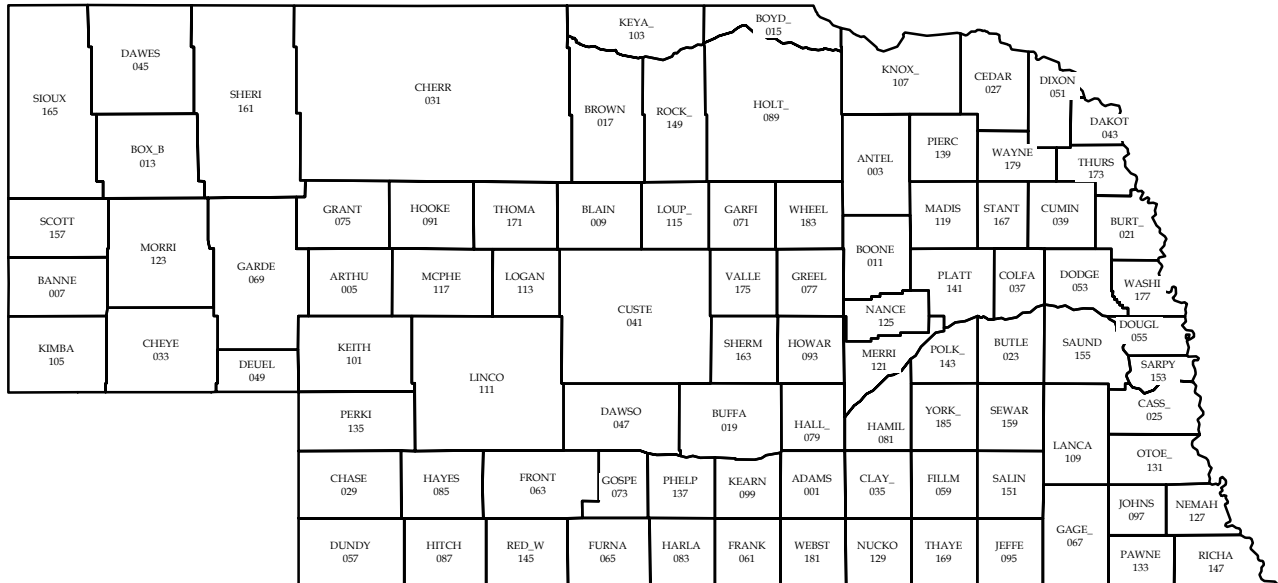 KEYA_
103
BOYD_
015
DAWES
045
SIOUX
165
SHERI
161
CHERR
031
BROWN
017
ROCK_
149
HOLT_
089
KNOX_
107
CEDAR
027
DIXON
051
DAKOT
043
BOX_B
013
ANTEL
003
PIERC
139
WAYNE
179
THURS
173
SCOTT
157
MORRI
123
GARDE
069
GRANT
075
HOOKE
091
THOMA
171
BLAIN
009
LOUP_
115
GARFI
071
WHEEL
183
MADIS
119
STANT
167
CUMIN
039
BURT_
021
BANNE
007
ARTHU
005
MCPHE
117
LOGAN
113
CUSTE
041
VALLE
175
GREEL
077
BOONE
011
PLATT
141
COLFA
037
DODGE
053
WASHI
177
NANCE
125
KIMBA
105
CHEYE
033
DEUEL
049
KEITH
101
LINCO
111
SHERM
163
HOWAR
093
MERRI
121
POLK_
143
BUTLE
023
SAUND
155
DOUGL
055
SARPY
153
PERKI
135
DAWSO
047
BUFFA
019
HALL_
079
HAMIL
081
YORK_
185
SEWAR
159
LANCA
109
CASS_
025
OTOE_
131
CHASE
029
HAYES
085
FRONT
063
GOSPE
073
PHELP
137
KEARN
099
ADAMS
001
CLAY_
035
FILLM
059
SALIN
151
JOHNS
097
NEMAH
127
GAGE_
067
DUNDY
057
HITCH
087
RED_W
145
FURNA
065
HARLA
083
FRANK
061
WEBST
181
NUCKO
129
THAYE
169
JEFFE
095
PAWNE
133
RICHA
147